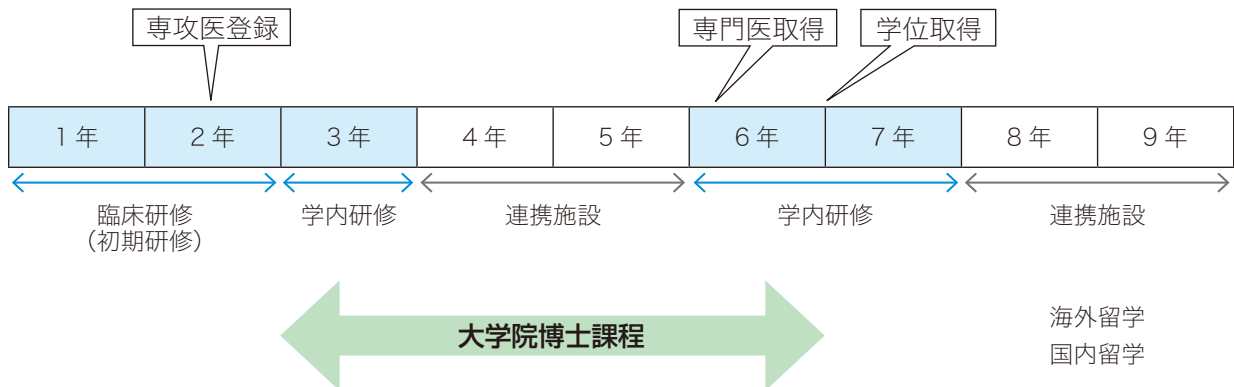 専攻医登録
専門医取得
学位取得
1年
2年
3年
4年
5年
6年
7年
8年
9年
臨床研修
（初期研修）
学内研修
連携施設
学内研修
連携施設
大学院博士課程
海外留学
国内留学